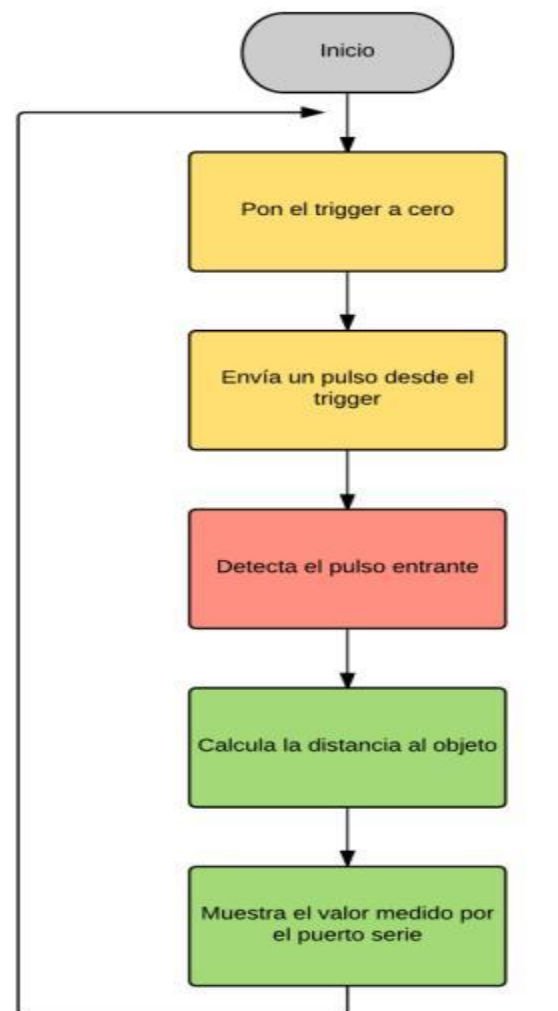 Inicio
Pon el trigger a cero
Envía un pulso desde el
trigger
Detecta el pulso entrante
Calcula la distancia al objeto
Muestra el valor medido por
el puerto serie